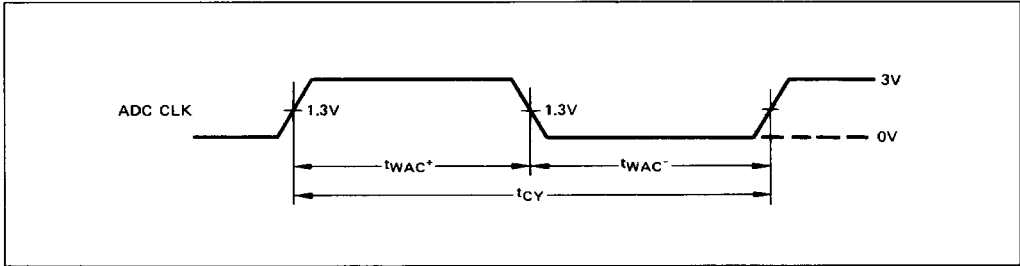 3V
ADC CLK 1.3V 1.3V
0V
tWAC+ tWAC-
tCY